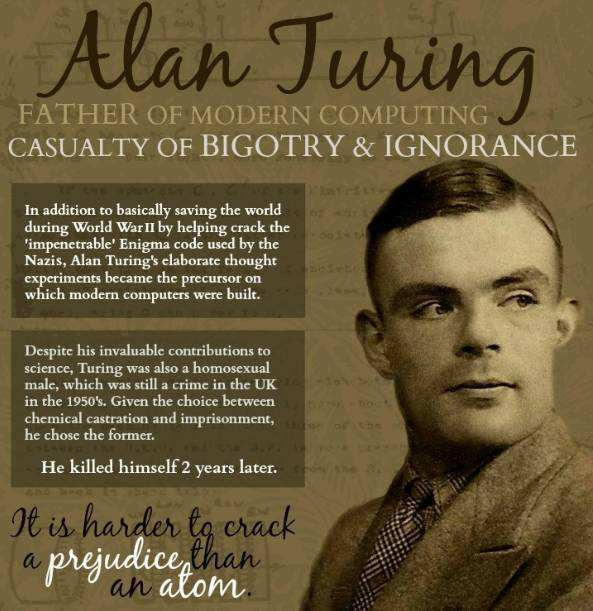 Alan Turing
FATHER OF MODERN COMPUTING
CASUALTY OF BIGOTRY & IGNORANCE
In addition to basically saving the world
during World War II by helping crack the
'impenetrable' Enigma code used by the
Nazis, Alan Turing's elaborate thought
experiments became the precursor on
which modern computers were built.
Despite his invaluable contributions to
science, Turing was also a homosexual
male, which was still a crime in the UK
in the 1950's. Given the choice between
chemical castration and imprisonment,
he chose the former.
He killed himself 2 years later.
It is harder to crack
a prejudice than
an atom.